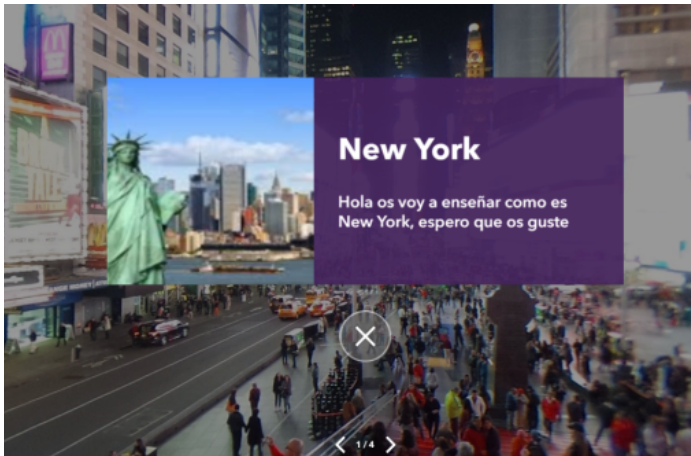 New York
Hola os voy a enseñar como es
New York, espero que os guste
1/4